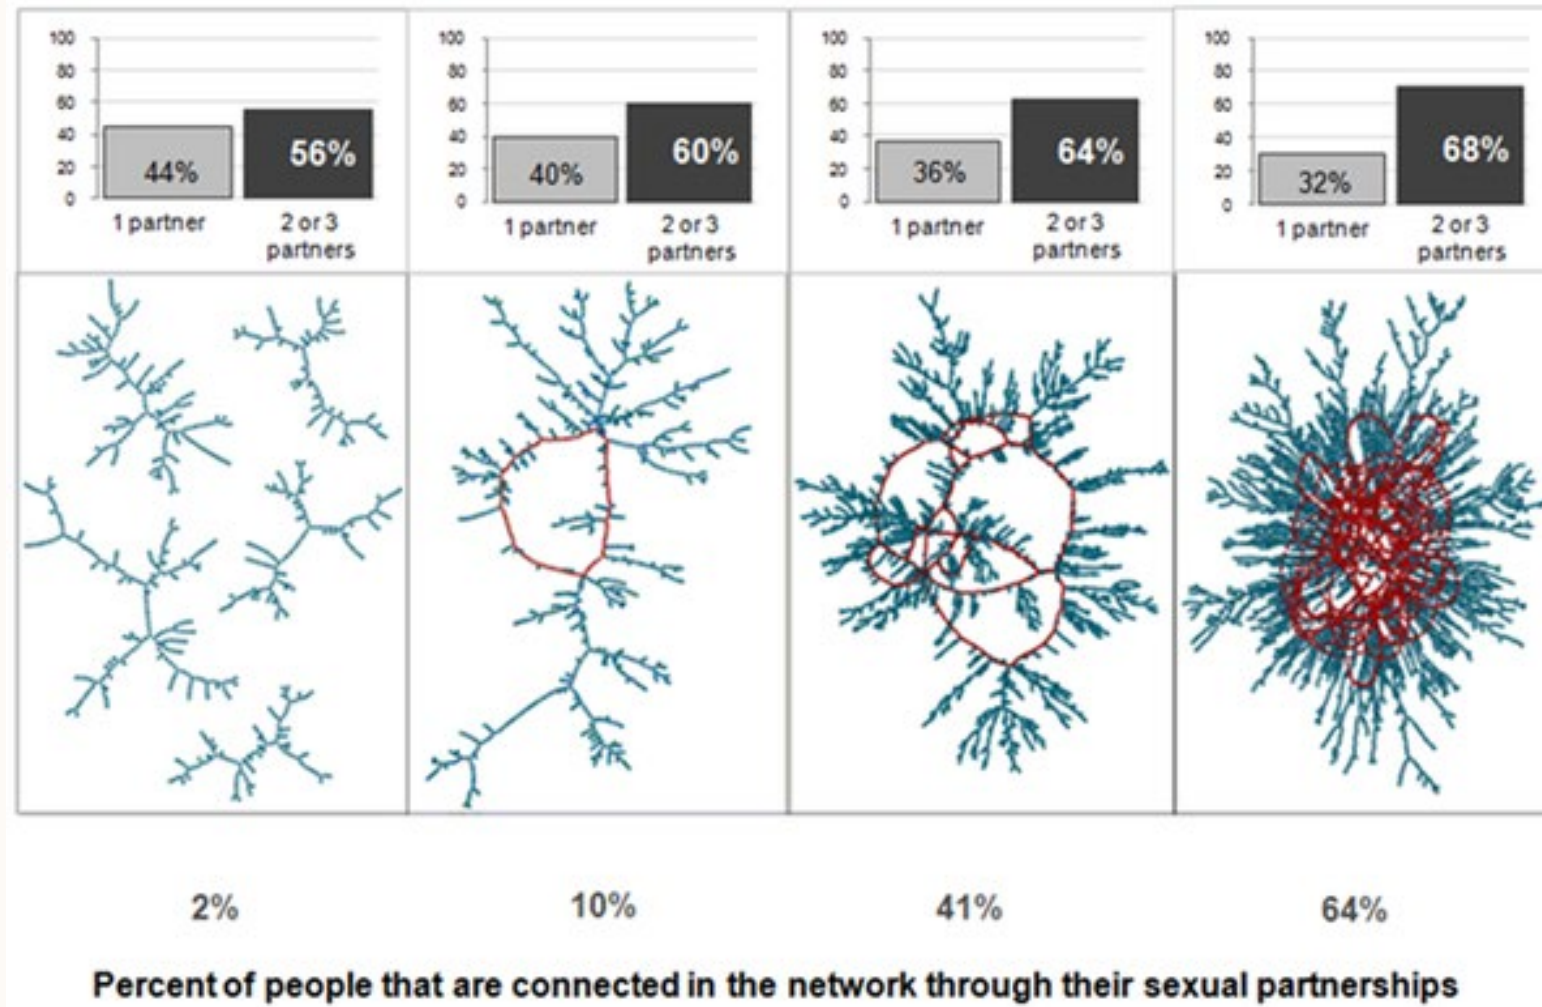 100
80
60
40
20
0
44%
56%
1 partner
2 or 3
partners
100
80
60
40
20
0
40%
60%
1 partner
2 or 3
partners
100
80
60
40
20
0
36%
64%
1 partner
2 or 3
partners
100
80
60
40
20
0
32%
68%
1 partner
2 or 3
partners
2% 10% 41% 64%
Percent of people that are connected in the network through their sexual partnerships